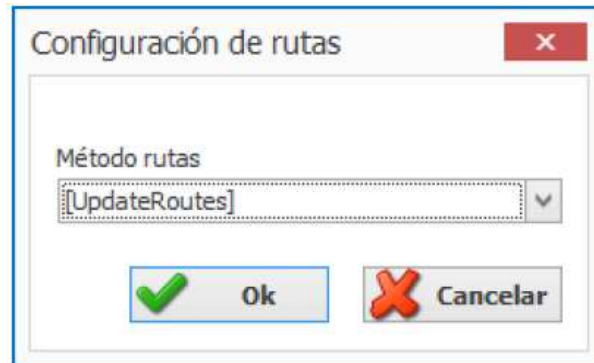 Configuración de rutas
Método rutas
[UpdateRoutes]
Ok
Cancelar